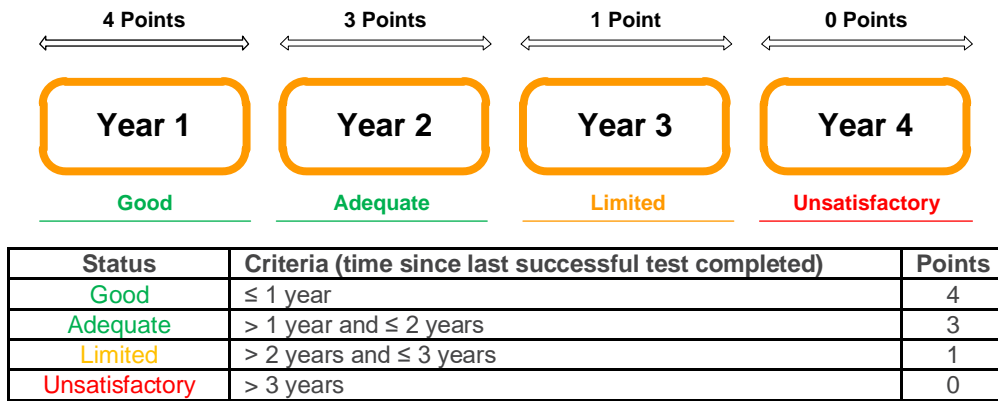 4 Points 3 Points 1 Point 0 Points
Year 1 Year 2 Year 3 Year 4
Good Adequate Limited Unsatisfactory
Status Criteria (time since last successful test completed) Points
Good ≤ 1 year 4
Adequate > 1 year and ≤ 2 years 3
Limited > 2 years and ≤ 3 years 1
Unsatisfactory > 3 years 0